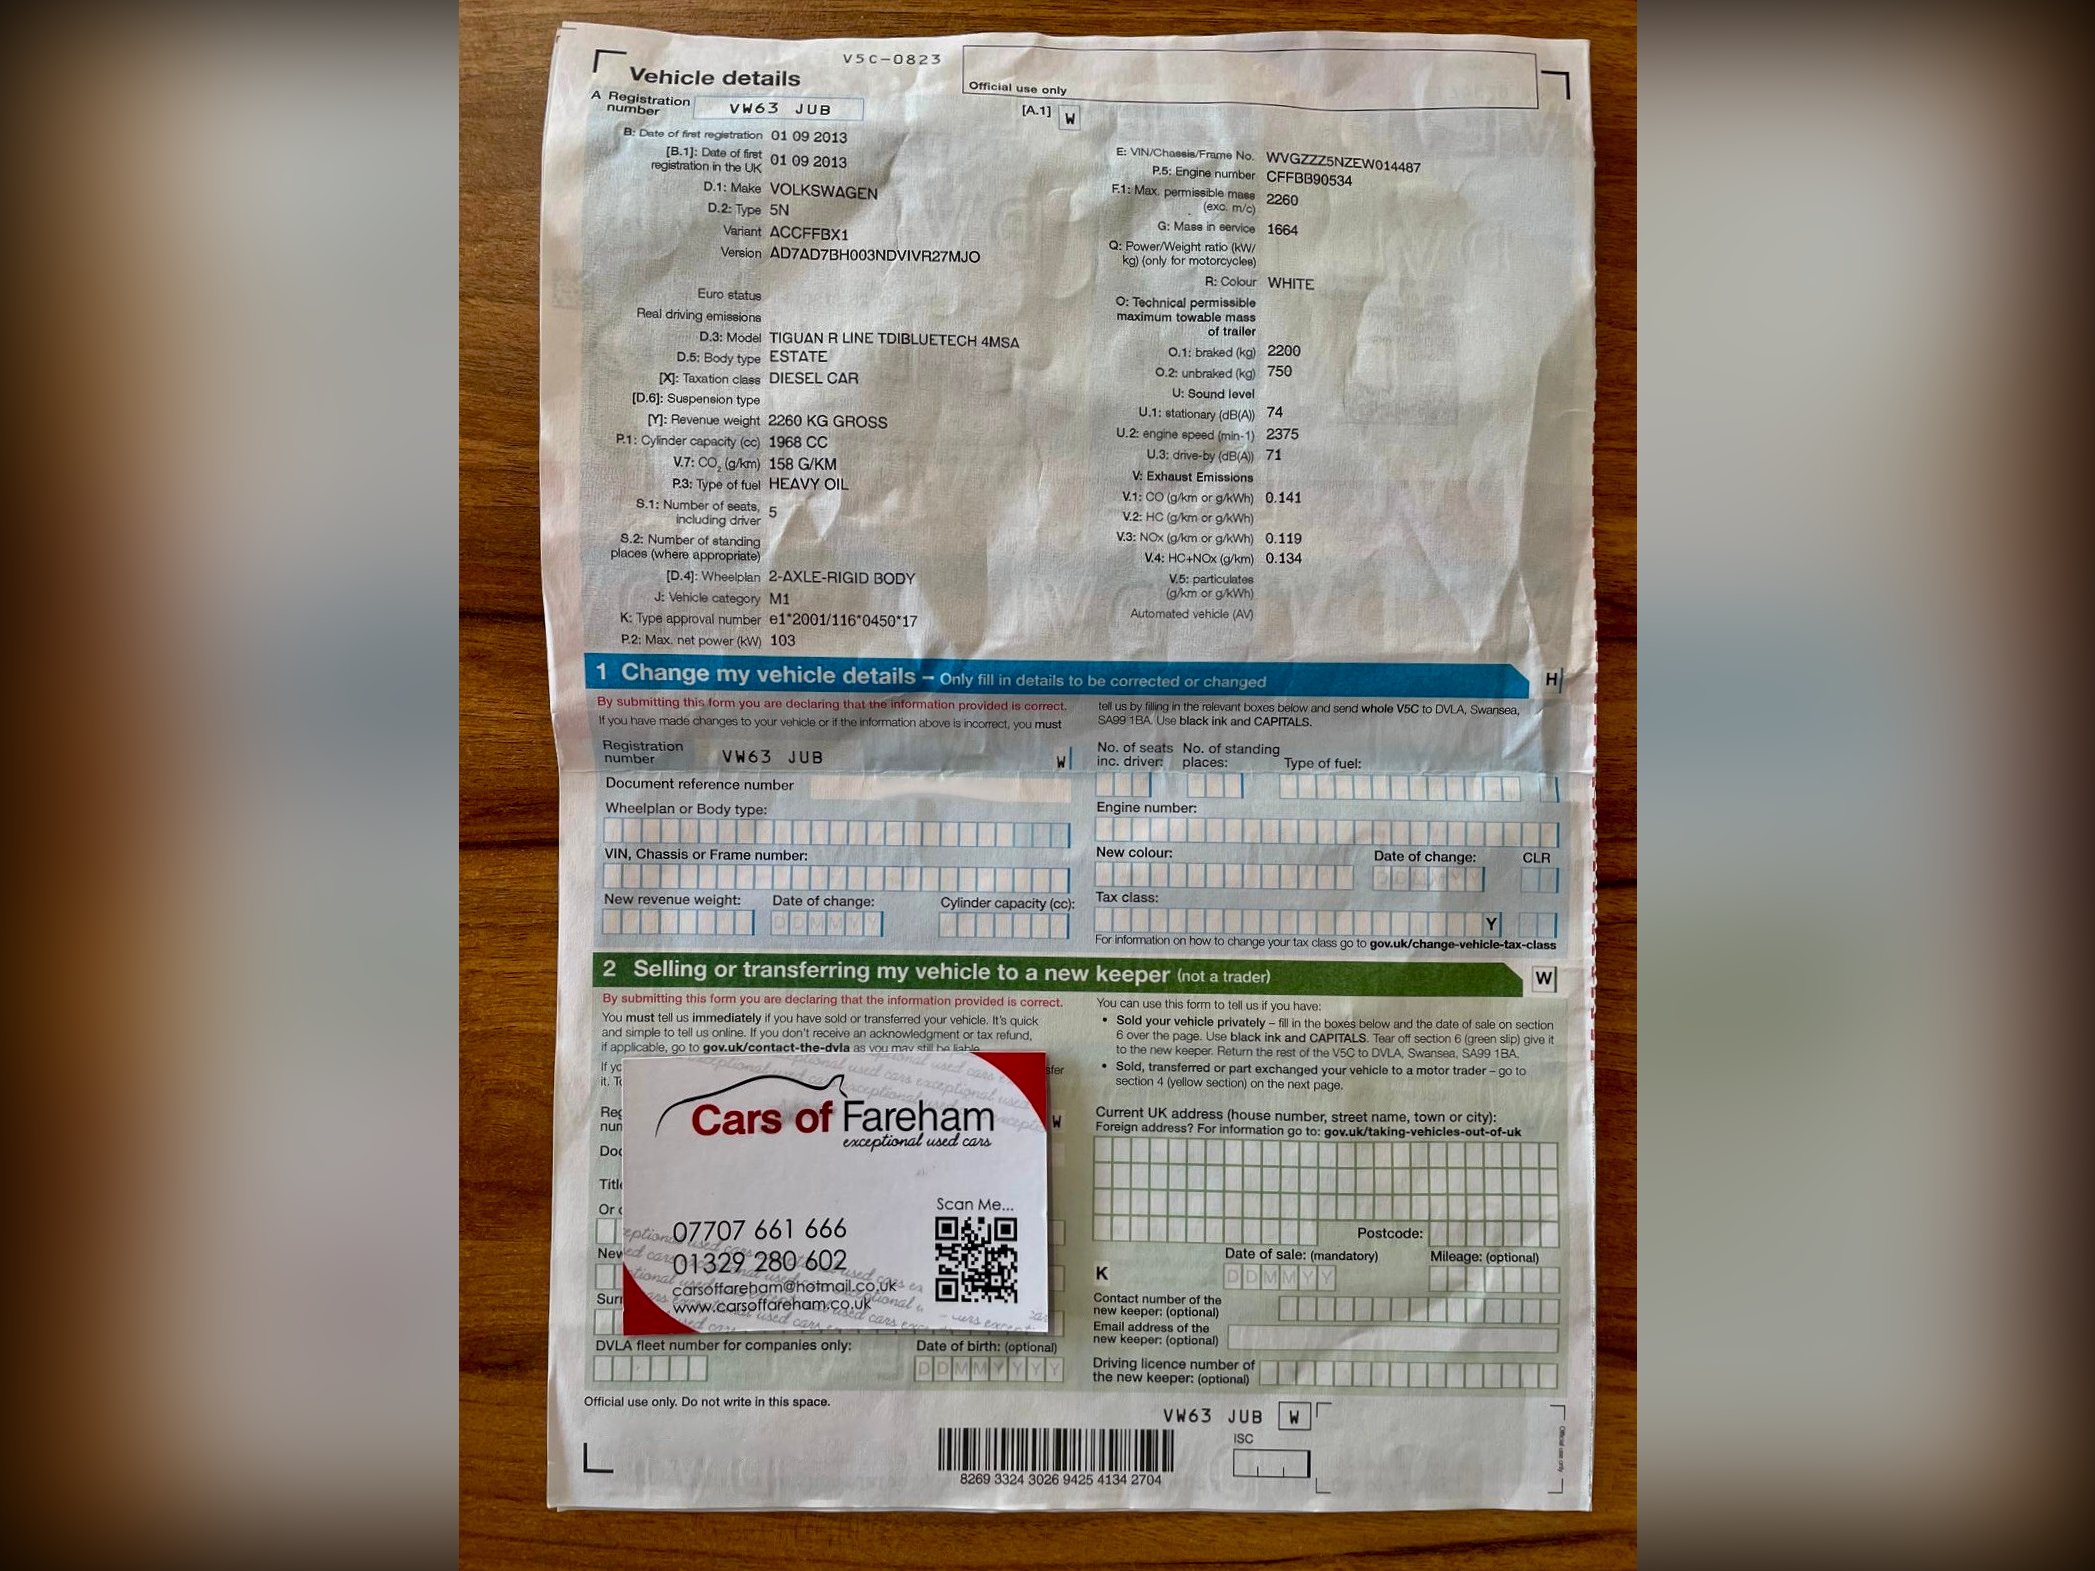 V5C-0823
Vehicle details
Official use only
A Registration number VW63 JUB
[A.1] W
B: Date of first registration 01 09 2013
[B.1]: Date of first registration in the UK 01 09 2013
D.1: Make VOLKSWAGEN
D.2: Type 5N
Variant ACCFFBX1
Version AD7AD7BH003NDVIVR27MJO
Euro status
Real driving emissions
D.3: Model TIGUAN R LINE TDIBLUETECH 4MSA
D.5: Body type ESTATE
[X]: Taxation class DIESEL CAR
[D.6]: Suspension type
[Y]: Revenue weight 2260 KG GROSS
P.1: Cylinder capacity (cc) 1968 CC
V.7: CO2 (g/km) 158 G/KM
P.3: Type of fuel HEAVY OIL
S.1: Number of seats, including driver 5
S.2: Number of standing places (where appropriate)
[D.4]: Wheelplan 2-AXLE-RIGID BODY
J: Vehicle category M1
K: Type approval number e1*2001/116*0450*17
P.2: Max. net power (kW) 103
E: VIN/Chassis/Frame No. WVGZZZ5NZEW014487
P.5: Engine number CFFBB90534
F.1: Max. permissible mass (exc. m/c) 2260
G: Mass in service 1664
Q: Power/Weight ratio (kW/kg) (only for motorcycles)
R: Colour WHITE
O: Technical permissible maximum towable mass of trailer
O.1: braked (kg) 2200
O.2: unbraked (kg) 750
U: Sound level
U.1: stationary (dB(A)) 74
U.2: engine speed (min-1) 2375
U.3: drive-by (dB(A)) 71
V: Exhaust Emissions
V.1: CO (g/km or g/kWh) 0.141
V.2: HC (g/km or g/kWh)
V.3: NOx (g/km or g/kWh) 0.119
V.4: HC+NOx (g/km) 0.134
V.5: particulates (g/km or g/kWh)
Automated vehicle (AV)
1 Change my vehicle details – Only fill in details to be corrected or changed
H
By submitting this form you are declaring that the information provided is correct.
If you have made changes to your vehicle or if the information above is incorrect, you must
tell us by filling in the relevant boxes below and send whole V5C to DVLA, Swansea,
SA99 1BA. Use black ink and CAPITALS.
Registration number VW63 JUB W
Document reference number
Wheelplan or Body type:
VIN, Chassis or Frame number:
New revenue weight: Date of change: Cylinder capacity (cc):
DDMMYY
No. of seats inc. driver: No. of standing places: Type of fuel:
Engine number:
New colour: Date of change: CLR
DDMMYY
Tax class:
Y
For information on how to change your tax class go to gov.uk/change-vehicle-tax-class
2 Selling or transferring my vehicle to a new keeper (not a trader)
W
By submitting this form you are declaring that the information provided is correct.
You must tell us immediately if you have sold or transferred your vehicle. It's quick
and simple to tell us online. If you don't receive an acknowledgment or tax refund,
if applicable, go to gov.uk/contact-the-dvla as you may still be liable.
W
Cars of Fareham
exceptional used cars
Scan Me...
07707 661 666
01329 280 602
carsoffareham@hotmail.co.uk
www.carsoffareham.co.uk
DVLA fleet number for companies only: Date of birth: (optional)
DDMMYYYY
You can use this form to tell us if you have:
• Sold your vehicle privately – fill in the boxes below and the date of sale on section
6 over the page. Use black ink and CAPITALS. Tear off section 6 (green slip) give it
to the new keeper. Return the rest of the V5C to DVLA, Swansea, SA99 1BA.
• Sold, transferred or part exchanged your vehicle to a motor trader – go to
section 4 (yellow section) on the next page.
Current UK address (house number, street name, town or city):
Foreign address? For information go to: gov.uk/taking-vehicles-out-of-uk
Postcode:
Date of sale: (mandatory) Mileage: (optional)
K DDMMYY
Contact number of the new keeper: (optional)
Email address of the new keeper: (optional)
Driving licence number of the new keeper: (optional)
Official use only. Do not write in this space.
VW63 JUB W
ISC
8269 3324 3026 9425 4134 2704
Official use only